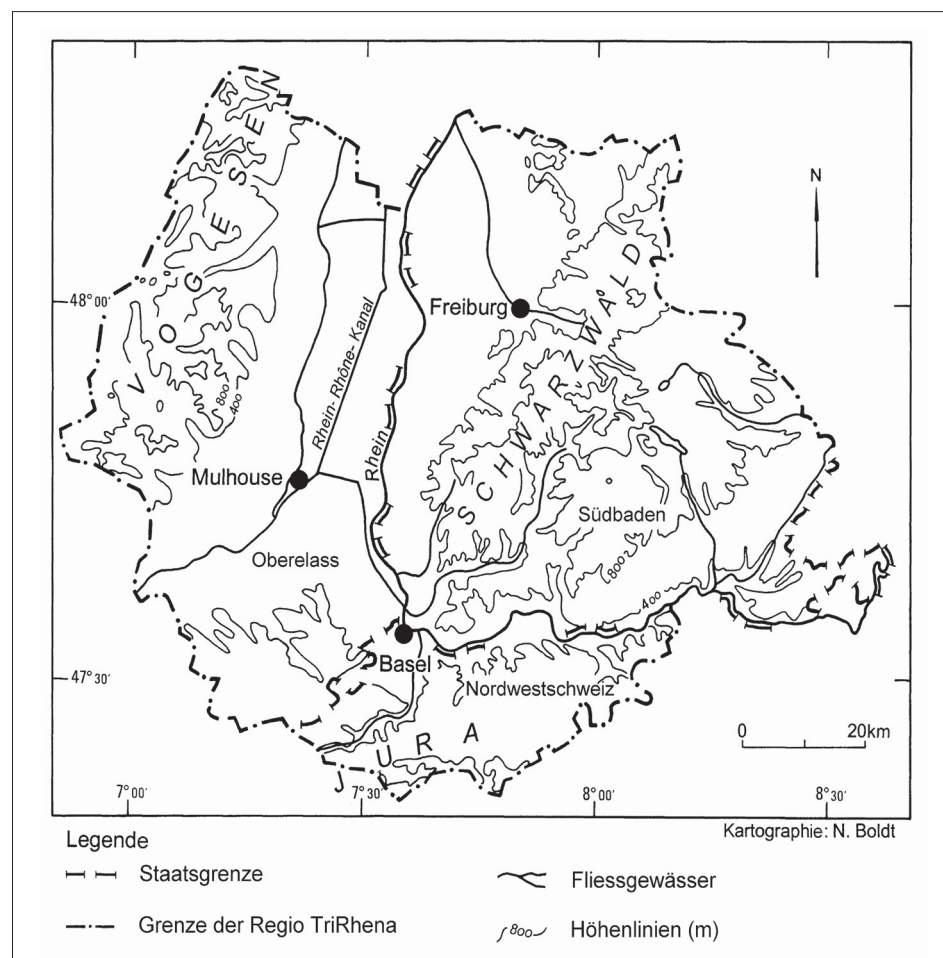 VOGESEN
N
48°00'
Freiburg
SCHWARZWALD
Rhein-Rhône-Kanal
800
400
Rhein
Mulhouse
Südbaden
Oberelass
800
400
Basel
47°30'
Nordwestschweiz
JURA
0 20km
7°00' 7°30' 8°00' 8°30'
Kartographie: N. Boldt
Legende
Staatsgrenze
Fliessgewässer
Grenze der Regio TriRhena
800 Höhenlinien (m)